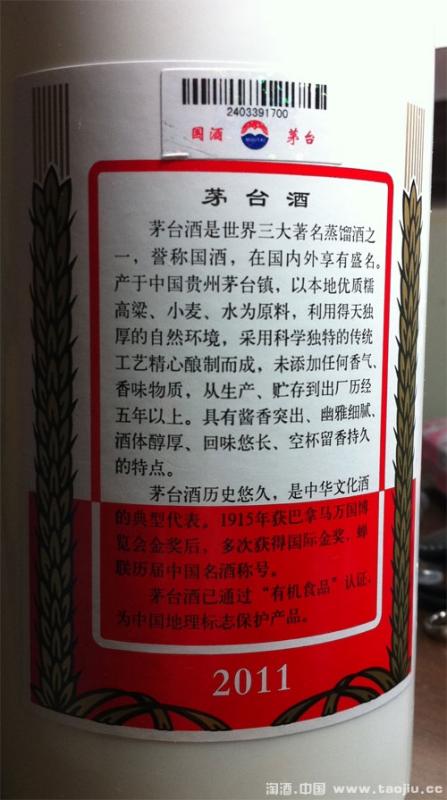 2403391700
国酒 MOUTAI 茅台
茅台酒
茅台酒是世界三大著名蒸馏酒之
一，誉称国酒，在国内外享有盛名。
产于中国贵州茅台镇，以本地优质糯
高粱、小麦、水为原料，利用得天独
厚的自然环境，采用科学独特的传统
工艺精心酿制而成，未添加任何香气、
香味物质，从生产、贮存到出厂历经
五年以上。具有酱香突出、幽雅细腻、
酒体醇厚、回味悠长、空杯留香持久
的特点。
茅台酒历史悠久，是中华文化酒
的典型代表。1915年获巴拿马万国博
览会金奖后，多次获得国际金奖，蝉
联历届中国名酒称号。
茅台酒已通过“有机食品”认证，
为中国地理标志保护产品。
2011
淘酒.中国 www.taojiu.cc